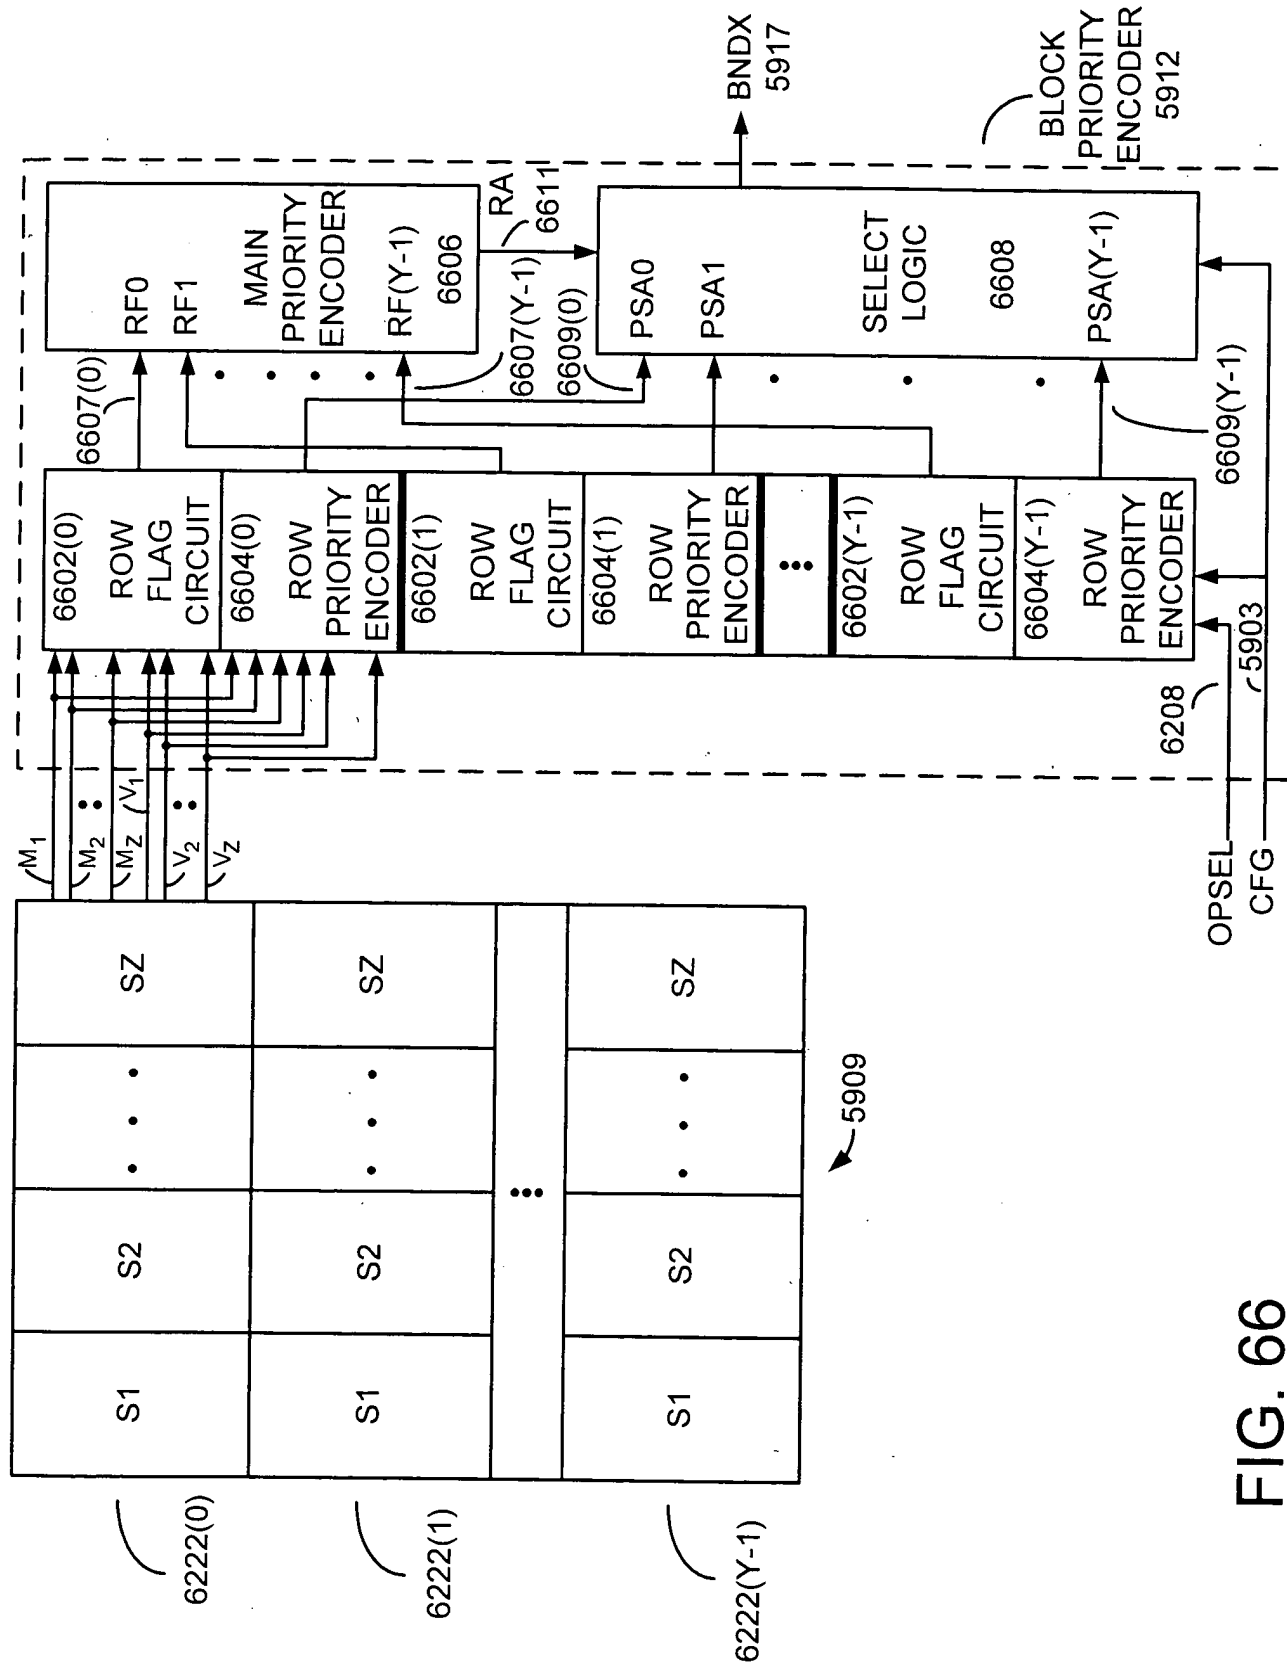 6222(0)
6222(1)
6222(Y-1)
S1
S2
SZ
S1
S2
SZ
S1
S2
SZ
5909
M1
M2
MZ
V1
V2
VZ
OPSEL
CFG
6208
5903
6602(0)
ROW
FLAG
CIRCUIT
6604(0)
ROW
PRIORITY
ENCODER
6602(1)
ROW
FLAG
CIRCUIT
6604(1)
ROW
PRIORITY
ENCODER
6602(Y-1)
ROW
FLAG
CIRCUIT
6604(Y-1)
ROW
PRIORITY
ENCODER
6607(0)
6607(Y-1)
6609(0)
6609(Y-1)
RF0
RF1
MAIN
PRIORITY
ENCODER
RF(Y-1)
6606
RA
6611
PSA0
PSA1
SELECT
LOGIC
6608
PSA(Y-1)
BNDX
5917
BLOCK
PRIORITY
ENCODER
5912
FIG. 66